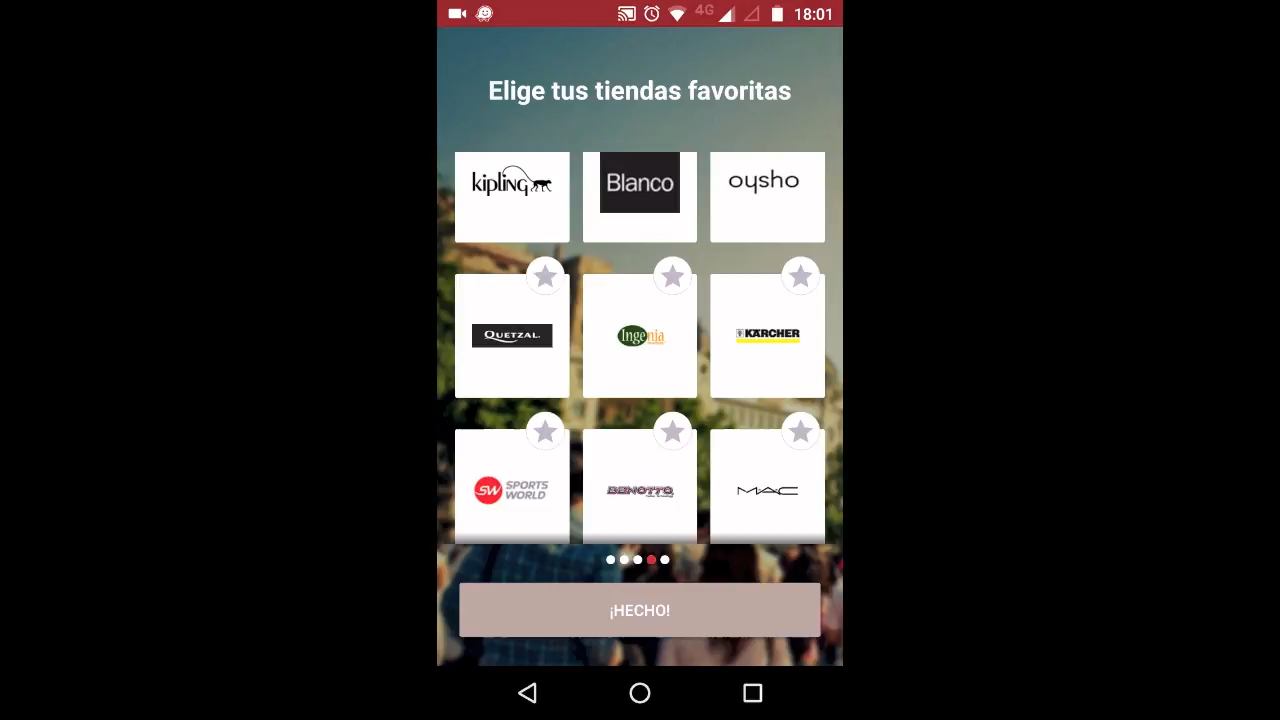 4G 18:01
Elige tus tiendas favoritas
kipling
Blanco
oysho
QUETZAL
Ingenia
KÄRCHER
SW SPORTS
WORLD
BENOTTO
MAC
¡HECHO!